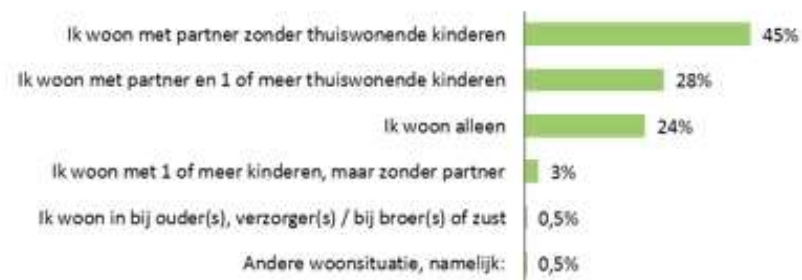 Ik woon met partner zonder thuiswonende kinderen 45%
Ik woon met partner en 1 of meer thuiswonende kinderen 28%
Ik woon alleen 24%
Ik woon met 1 of meer kinderen, maar zonder partner 3%
Ik woon in bij ouder(s), verzorger(s) / bij broer(s) of zust 0,5%
Andere woonsituatie, namelijk: 0,5%